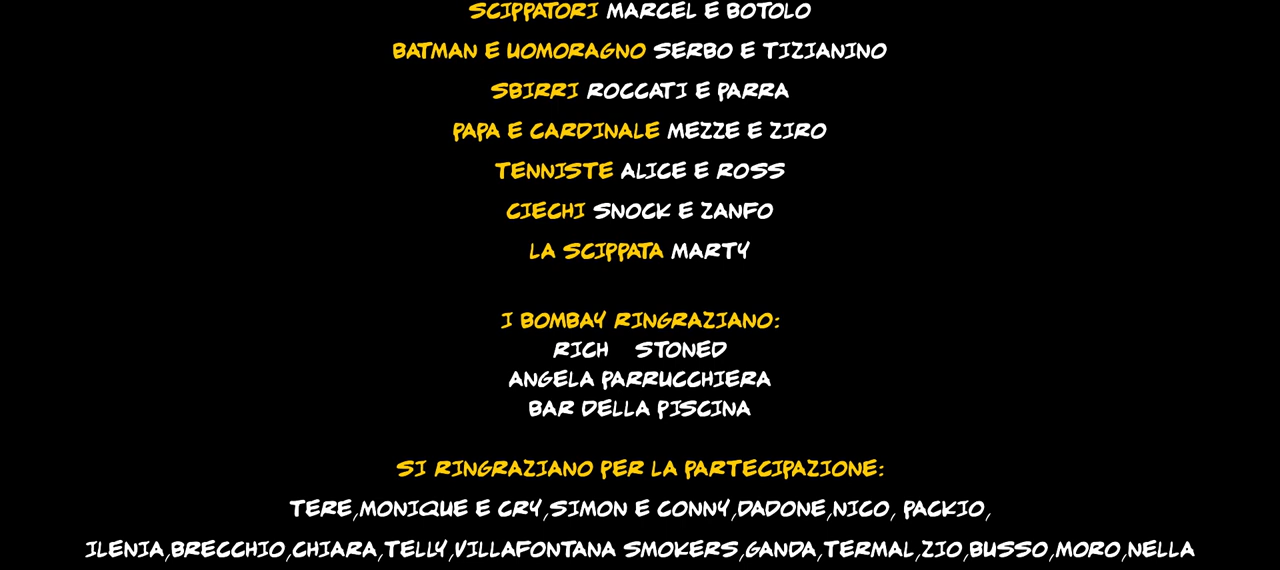 SCIPPATORI MARCEL E BOTOLO
BATMAN E UOMORAGNO SERBO E TIZIANINO
SBIRRI ROCCATI E PARRA
PAPA E CARDINALE MEZZE E ZIRO
TENNISTE ALICE E ROSS
CIECHI SNOCK E ZANFO
LA SCIPPATA MARTY
I BOMBAY RINGRAZIANO:
RICH STONED
ANGELA PARRUCCHIERA
BAR DELLA PISCINA
SI RINGRAZIANO PER LA PARTECIPAZIONE:
TERE,MONIQUE E CRY,SIMON E CONNY,DADONE,NICO, PACKIO,
ILENIA,BRECCHIO,CHIARA,TELLY,VILLAFONTANA SMOKERS,GANDA,TERMAL,ZIO,BUSSO,MORO,NELLA